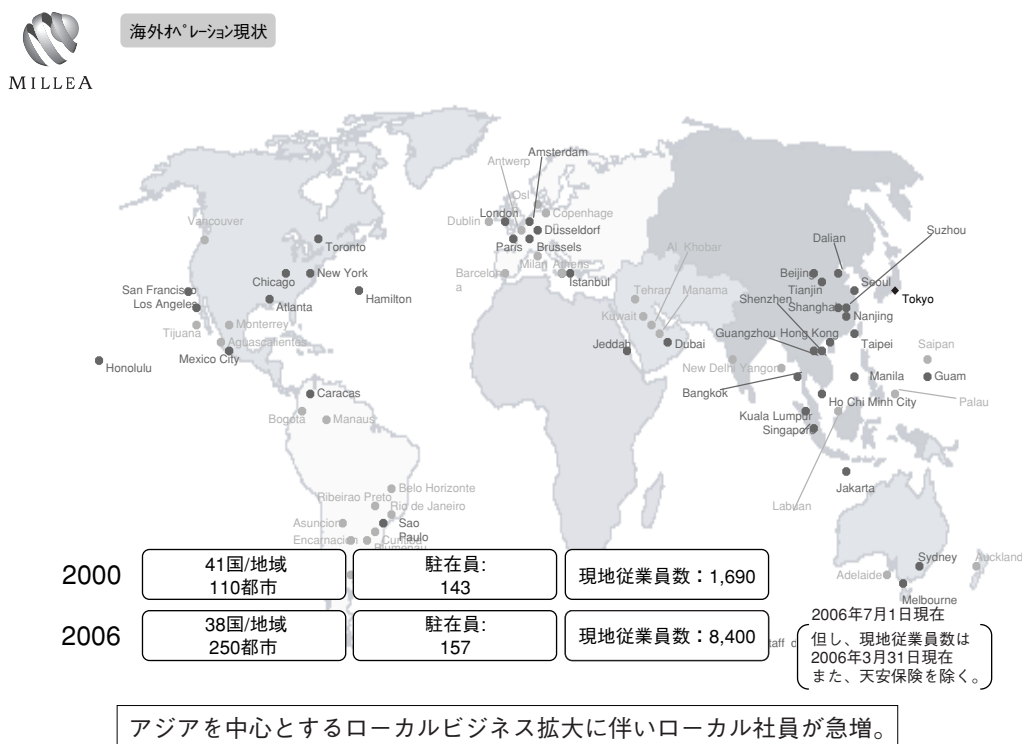 MILLEA
海外ｵﾍﾟﾚｰｼｮﾝ現状
Amsterdam
Antwerp
Osl
London
Copenhage
Dublin
Düsseldorf
Paris
Brussels
Milan
Athens
Istanbul
Barcelon
a
Vancouver
Toronto
Chicago
New York
San Francisco
Los Angeles
Atlanta
Hamilton
Tijuana
Monterrey
Aguascalientes
Mexico City
Honolulu
Caracas
Bogota
Manaus
Belo Horizonte
Ribeirao Preto
Rio de Janeiro
Asuncion
Sao
Paulo
Encarnacion
Curitiba
Blumenau
Al Khobar
Tehran
Manama
Kuwait
Jeddah
Dubai
Suzhou
Dalian
Beijing
Tianjin
Seoul
Tokyo
Shenzhen
Shanghai
Nanjing
Guangzhou
Hong Kong
Taipei
Saipan
New Delhi
Yangon
Bangkok
Manila
Guam
Ho Chi Minh City
Palau
Kuala Lumpur
Singapore
Labuan
Jakarta
Sydney
Auckland
Adelaide
Melbourne
2000
41国/地域
110都市
駐在員:
143
現地従業員数：1,690
2006
38国/地域
250都市
駐在員:
157
現地従業員数：8,400
2006年7月1日現在
但し、現地従業員数は
2006年3月31日現在
また、天安保険を除く。
アジアを中心とするローカルビジネス拡大に伴いローカル社員が急増。